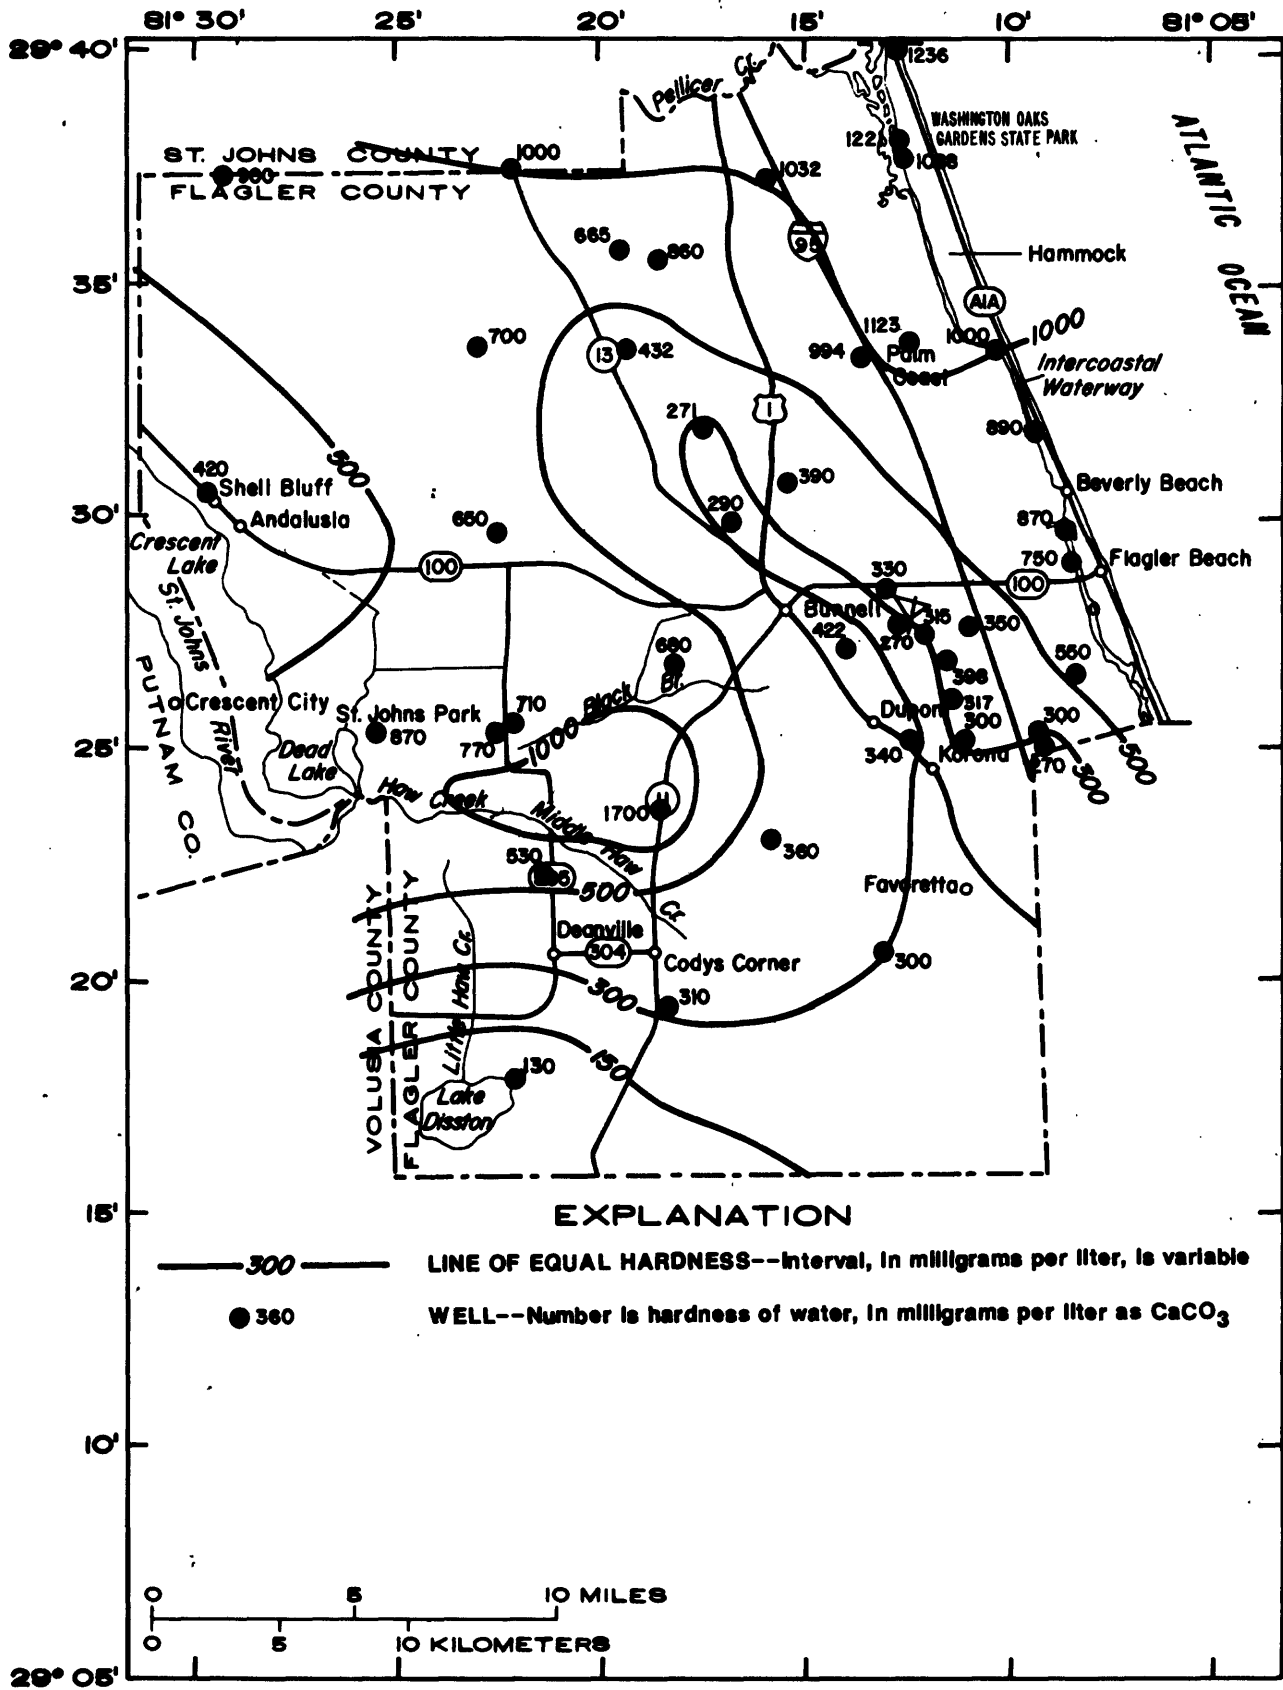 81° 30' 25' 20' 15' 10' 81° 05'
29° 40'
1236
Pellicer Cr.
WASHINGTON OAKS
GARDENS STATE PARK
122
ATLANTIC OCEAN
ST. JOHNS COUNTY
1000
1032
FLAGLER COUNTY
665
860
95
Hammock
35'
A1A
1000
1123
1000
700
13
432
994
Palm
Coast
Intercoastal
Waterway
271
1
890
500
420
Shell Bluff
390
Beverly Beach
Andalusia
290
30'
650
870
Crescent
Lake
100
750
Flagler Beach
330
100
St. Johns River
Bunnell
315
350
422
270
PUTNAM CO.
680
398
550
Black Br.
Crescent City
St. Johns Park
710
317
Dupont
300
300
870
770
1000
340
Korona
270
25'
Dead
Lake
500
300
Haw Creek
11
1700
Middle Haw Cr.
360
530
500
Favoretta
VOLUSIA COUNTY
FLAGLER COUNTY
Deanville
304
Codys Corner
300
20'
Little Haw Cr.
300
310
150
130
Lake
Disston
15'
EXPLANATION
300 LINE OF EQUAL HARDNESS--Interval, in milligrams per liter, is variable
360 WELL--Number is hardness of water, in milligrams per liter as CaCO3
10'
0 5 10 MILES
0 5 10 KILOMETERS
29° 05'